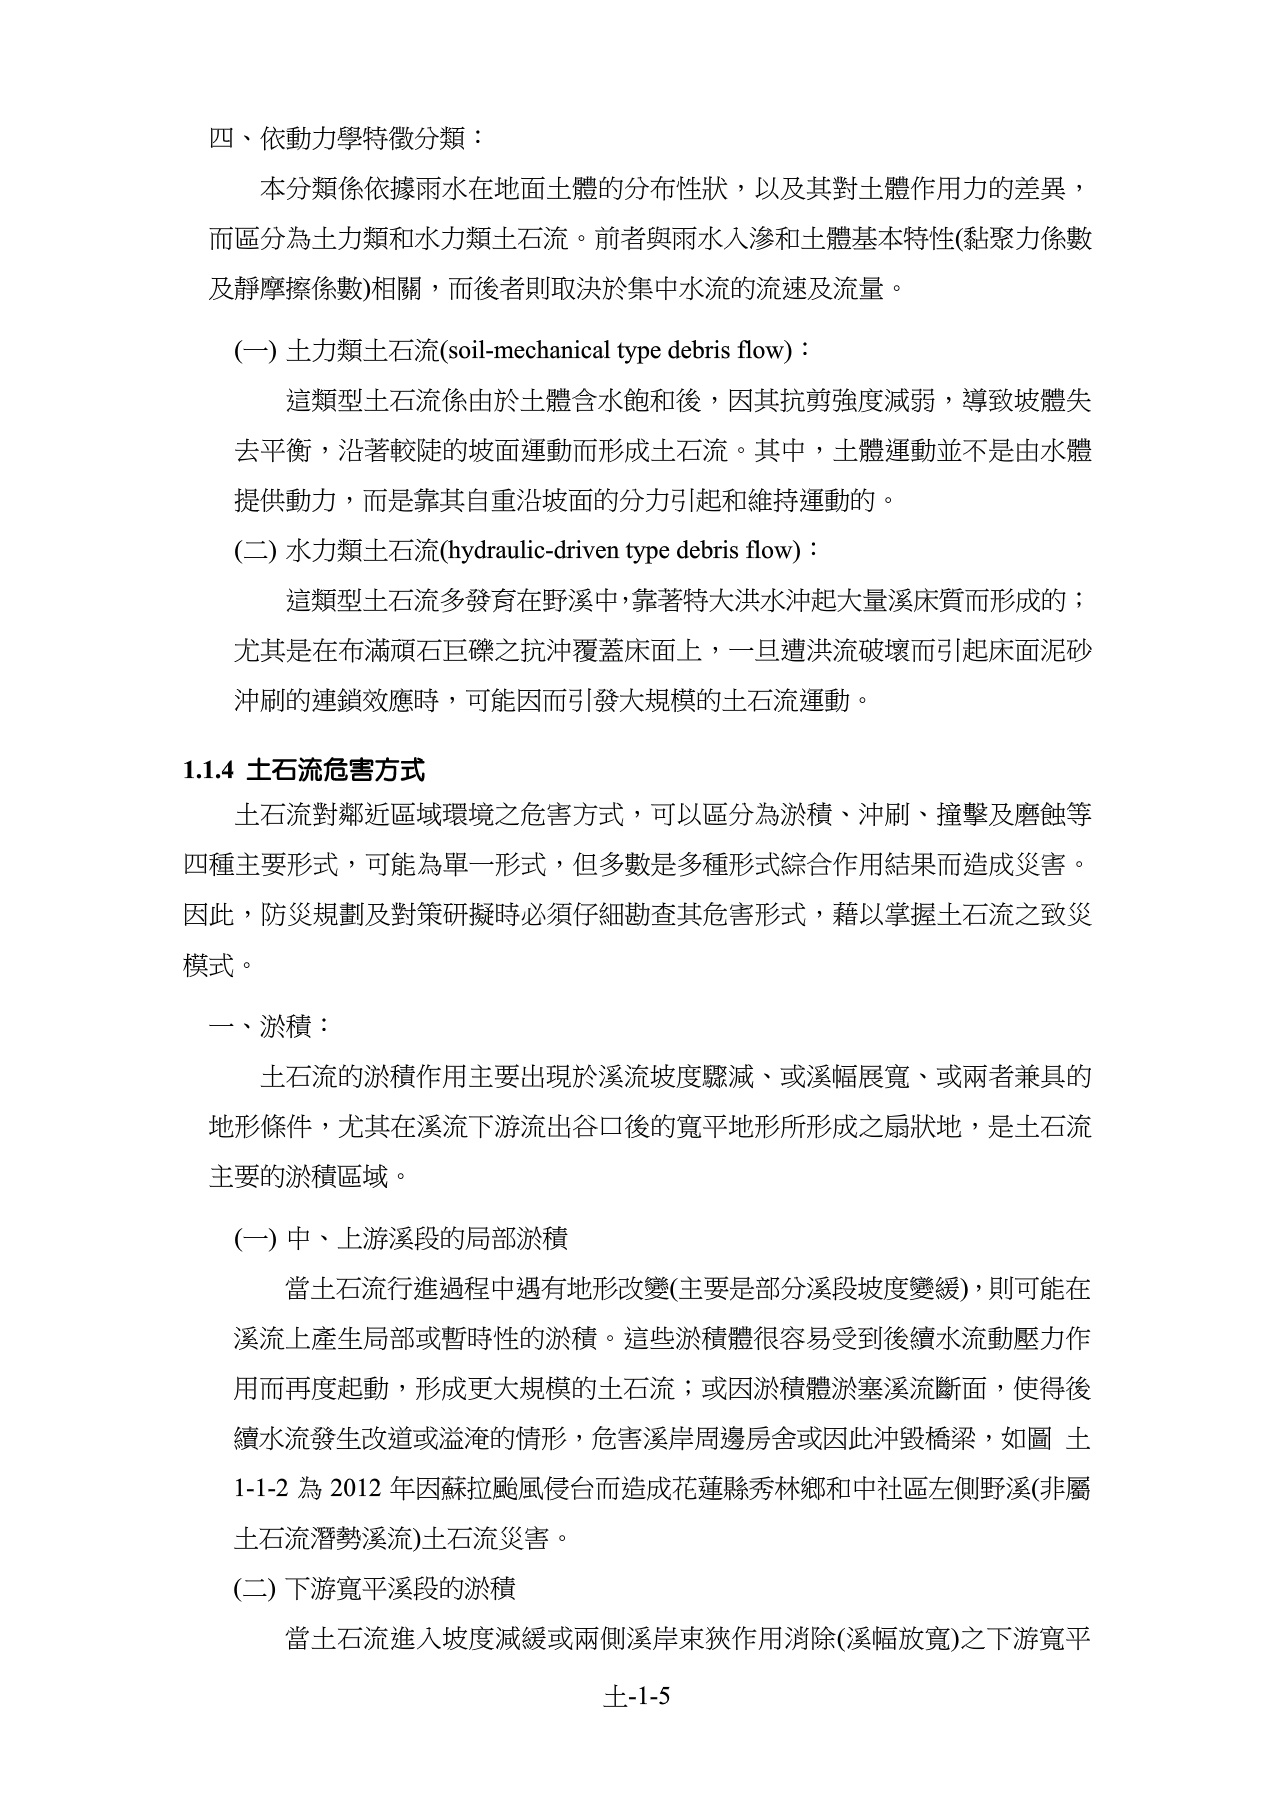 四、依動力學特徵分類：
本分類係依據雨水在地面土體的分布性狀，以及其對土體作用力的差異，
而區分為土力類和水力類土石流。前者與雨水入滲和土體基本特性(黏聚力係數
及靜摩擦係數)相關，而後者則取決於集中水流的流速及流量。
(一) 土力類土石流(soil-mechanical type debris flow)：
這類型土石流係由於土體含水飽和後，因其抗剪強度減弱，導致坡體失
去平衡，沿著較陡的坡面運動而形成土石流。其中，土體運動並不是由水體
提供動力，而是靠其自重沿坡面的分力引起和維持運動的。
(二) 水力類土石流(hydraulic-driven type debris flow)：
這類型土石流多發育在野溪中，靠著特大洪水沖起大量溪床質而形成的；
尤其是在布滿頑石巨礫之抗沖覆蓋床面上，一旦遭洪流破壞而引起床面泥砂
沖刷的連鎖效應時，可能因而引發大規模的土石流運動。
1.1.4 土石流危害方式
土石流對鄰近區域環境之危害方式，可以區分為淤積、沖刷、撞擊及磨蝕等
四種主要形式，可能為單一形式，但多數是多種形式綜合作用結果而造成災害。
因此，防災規劃及對策研擬時必須仔細勘查其危害形式，藉以掌握土石流之致災
模式。
一、淤積：
土石流的淤積作用主要出現於溪流坡度驟減、或溪幅展寬、或兩者兼具的
地形條件，尤其在溪流下游流出谷口後的寬平地形所形成之扇狀地，是土石流
主要的淤積區域。
(一) 中、上游溪段的局部淤積
當土石流行進過程中遇有地形改變(主要是部分溪段坡度變緩)，則可能在
溪流上產生局部或暫時性的淤積。這些淤積體很容易受到後續水流動壓力作
用而再度起動，形成更大規模的土石流；或因淤積體淤塞溪流斷面，使得後
續水流發生改道或溢淹的情形，危害溪岸周邊房舍或因此沖毀橋梁，如圖 土
1-1-2 為 2012 年因蘇拉颱風侵台而造成花蓮縣秀林鄉和中社區左側野溪(非屬
土石流潛勢溪流)土石流災害。
(二) 下游寬平溪段的淤積
當土石流進入坡度減緩或兩側溪岸束狹作用消除(溪幅放寬)之下游寬平
土-1-5